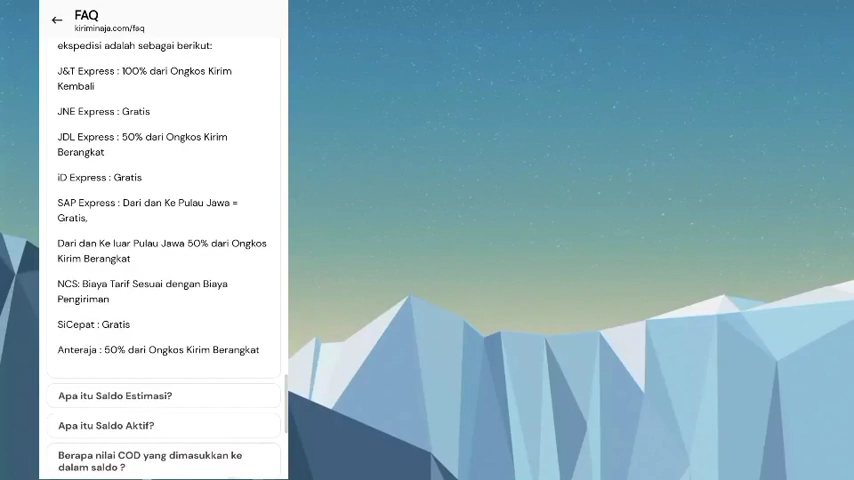 FAQ
kiriminaja.com/faq
ekspedisi adalah sebagai berikut:
J&T Express : 100% dari Ongkos Kirim
Kembali
JNE Express : Gratis
JDL Express : 50% dari Ongkos Kirim
Berangkat
iD Express : Gratis
SAP Express : Dari dan Ke Pulau Jawa =
Gratis,
Dari dan Ke luar Pulau Jawa 50% dari Ongkos
Kirim Berangkat
NCS: Biaya Tarif Sesuai dengan Biaya
Pengiriman
SiCepat : Gratis
Anteraja : 50% dari Ongkos Kirim Berangkat
Apa itu Saldo Estimasi?
Apa itu Saldo Aktif?
Berapa nilai COD yang dimasukkan ke
dalam saldo ?